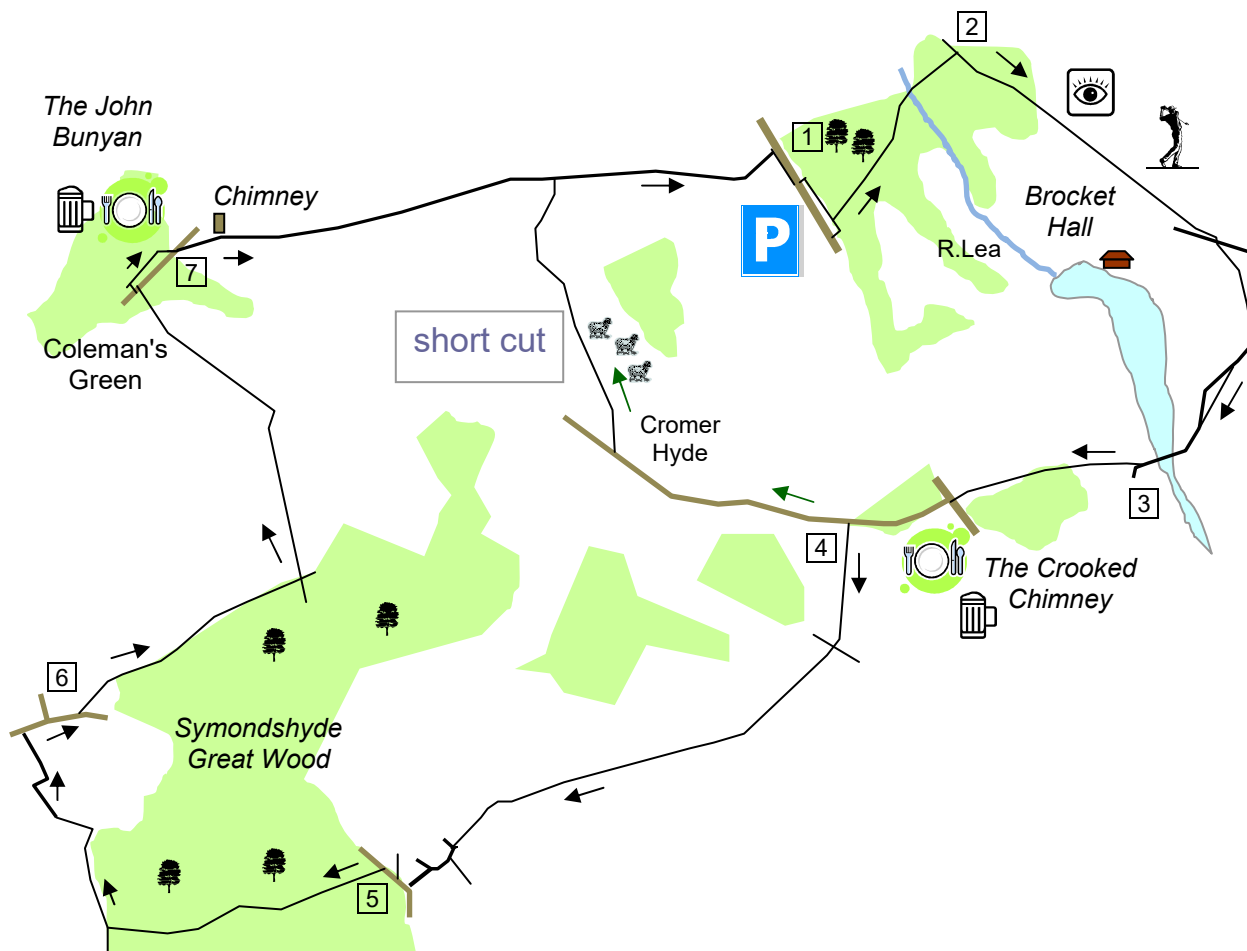 2
The John
Bunyan
1
Chimney
Brocket
Hall
P
R.Lea
7
short cut
Coleman's
Green
Cromer
Hyde
3
4
The Crooked
Chimney
6
Symondshyde
Great Wood
5